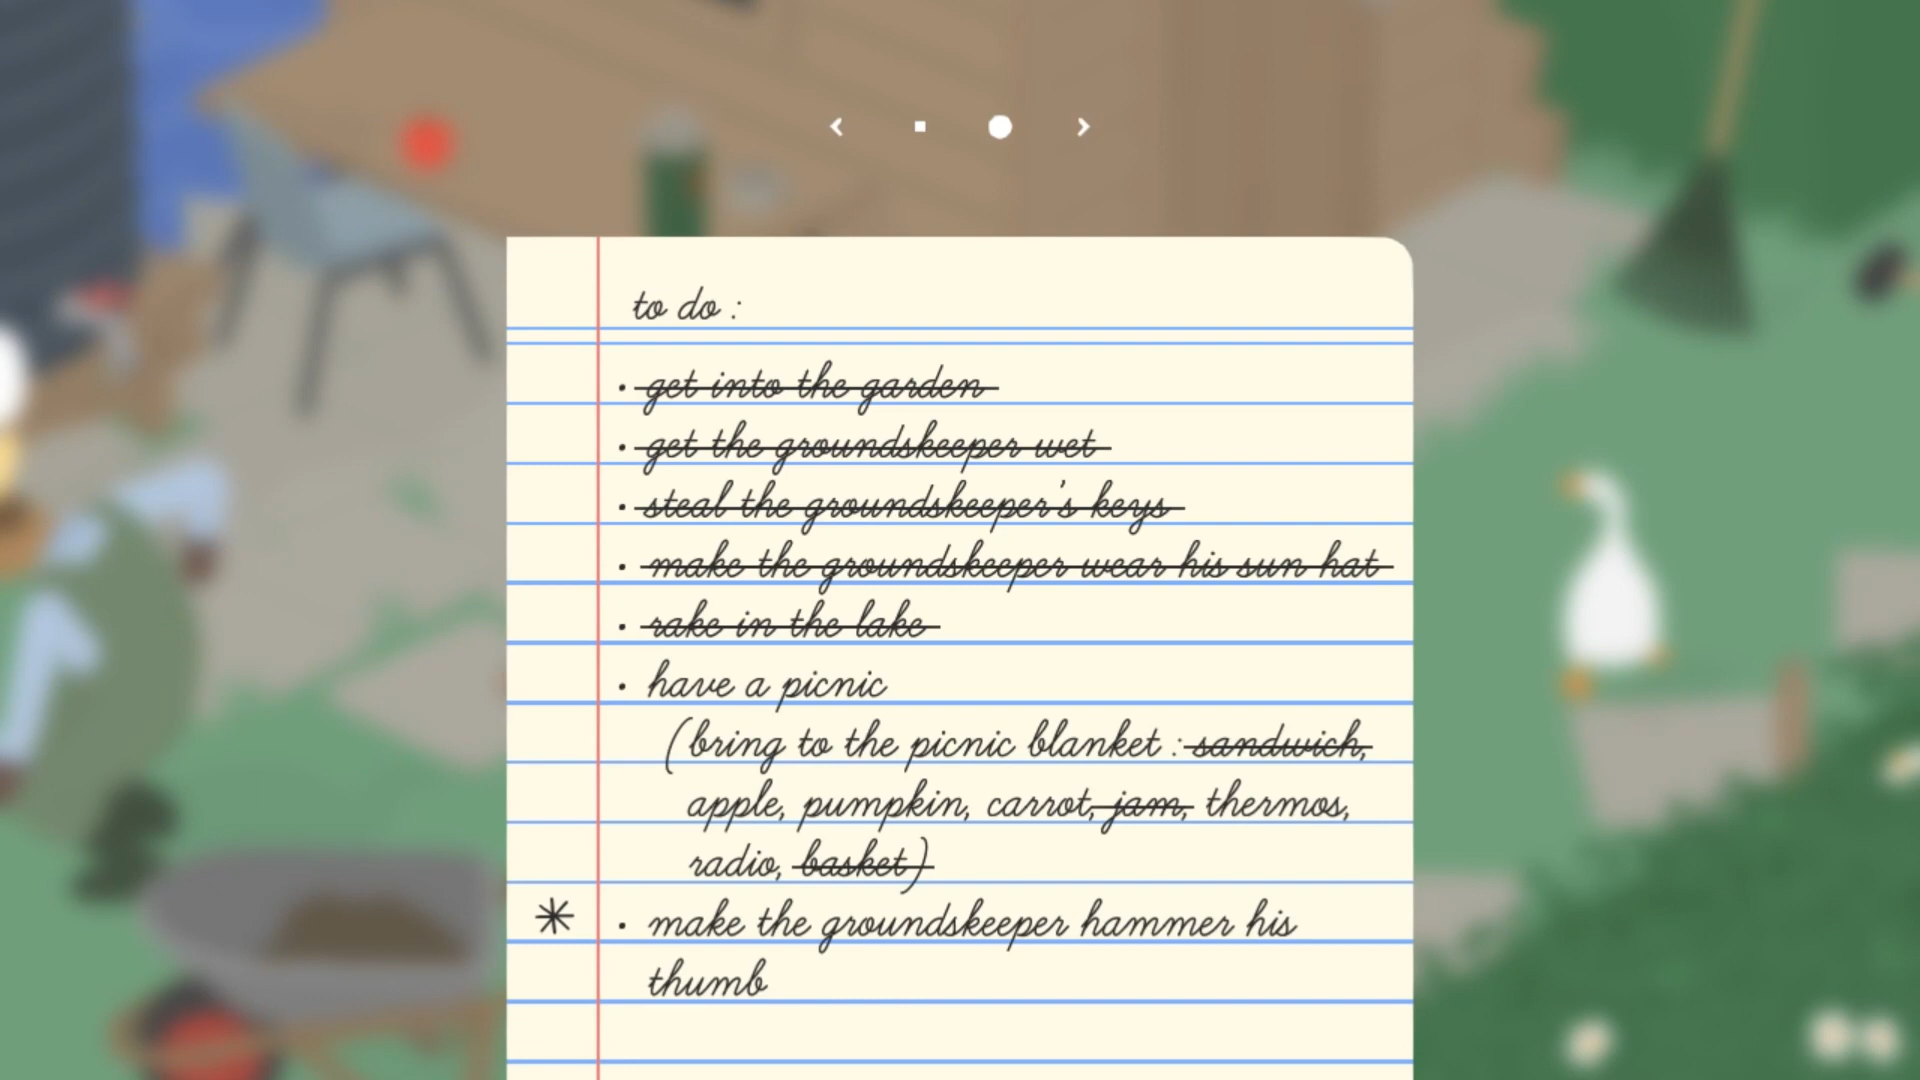 to do :
• get into the garden
• get the groundskeeper wet
• steal the groundskeeper's keys
• make the groundskeeper wear his sun hat
• rake in the lake
• have a picnic
(bring to the picnic blanket : sandwich,
apple, pumpkin, carrot, jam, thermos,
radio, basket)
* • make the groundskeeper hammer his
thumb